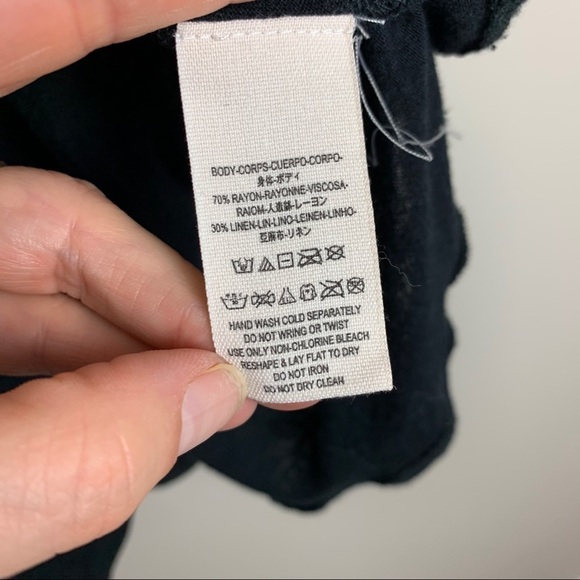 BODY-CORPS-CUERPO-CORPO-
身体-ボディ
70% RAYON-RAYONNE-VISCOSA-
RAIOM-人造絲-レーヨン
30% LINEN-LIN-LINO-LEINEN-LINHO-
亞麻布-リネン
HAND WASH COLD SEPARATELY
DO NOT WRING OR TWIST
USE ONLY NON-CHLORINE BLEACH
RESHAPE & LAY FLAT TO DRY
DO NOT IRON
DO NOT DRY CLEAN